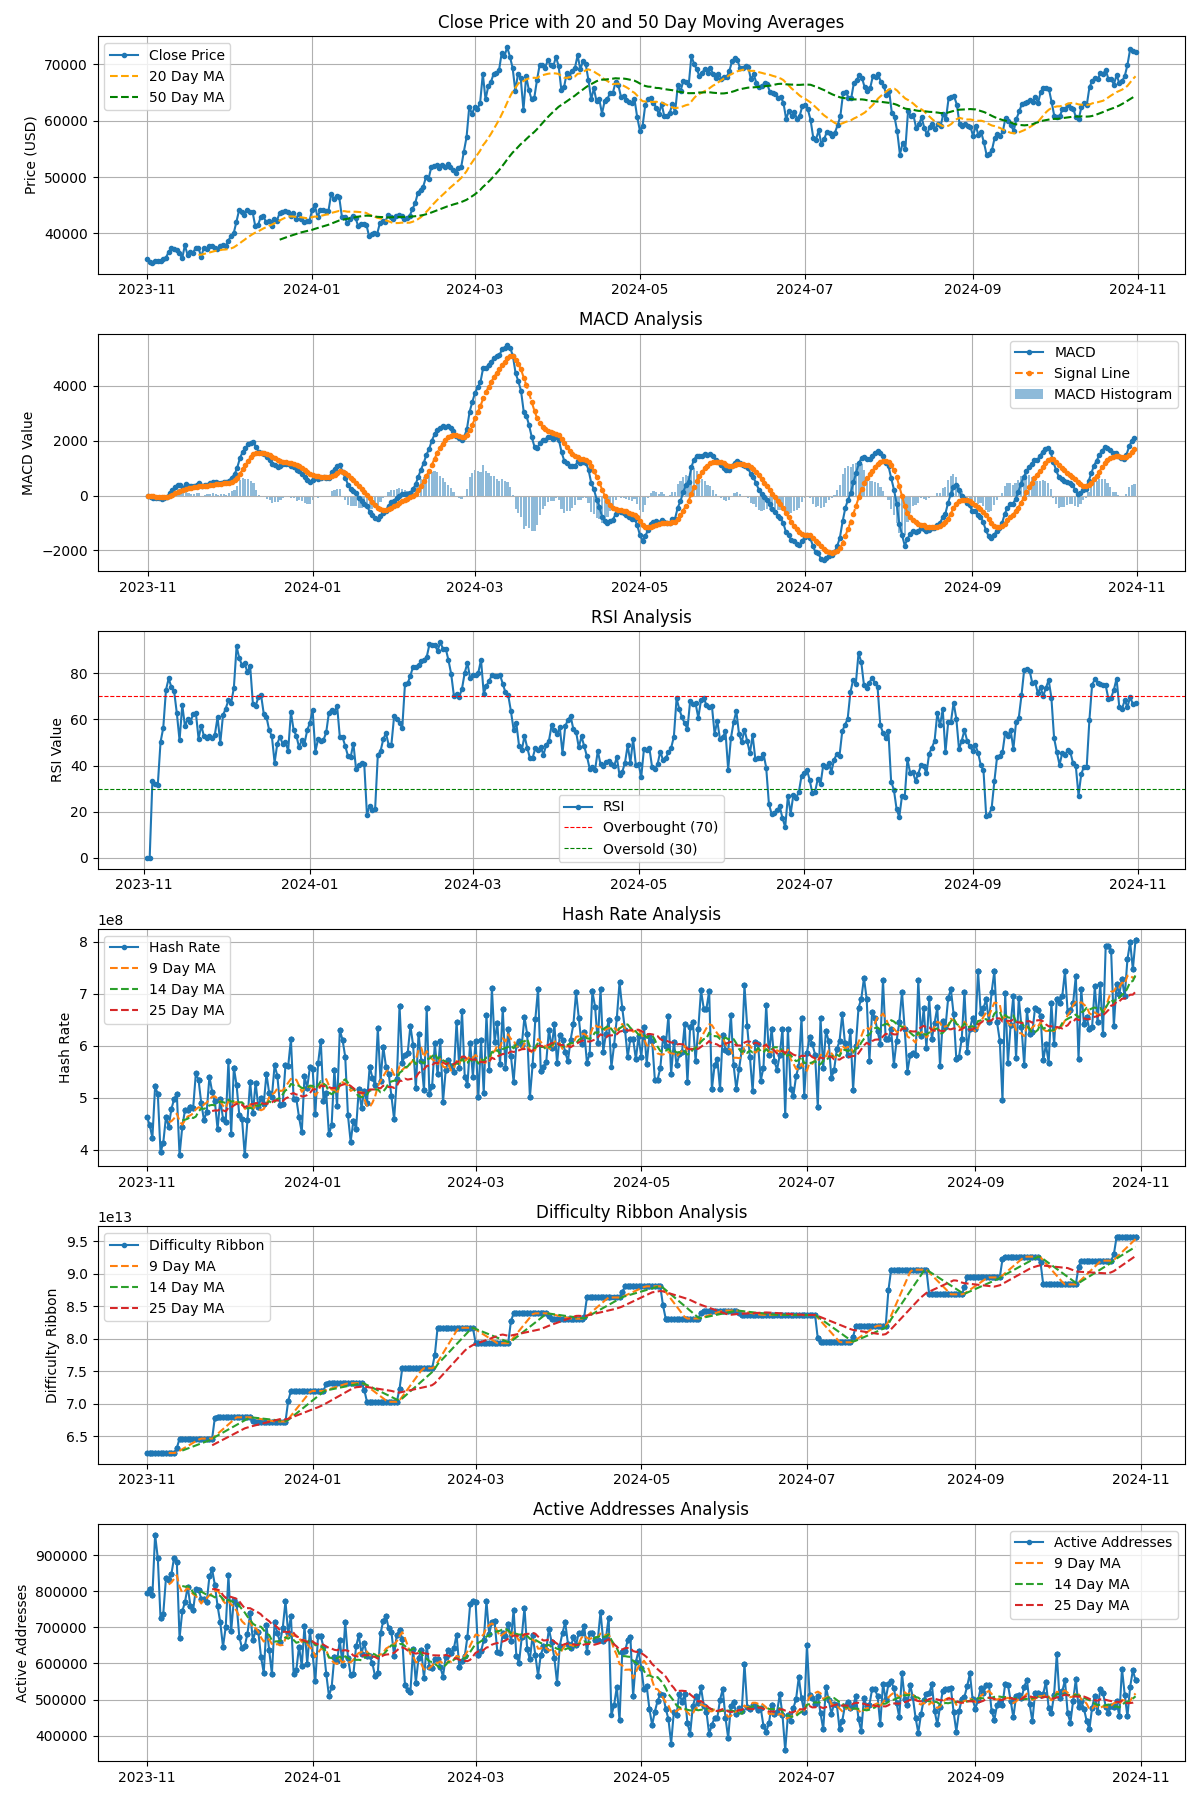 Close Price with 20 and 50 Day Moving Averages
Close Price
20 Day MA
50 Day MA
Price (USD)
70000
60000
50000
40000
2023-11 2024-01 2024-03 2024-05 2024-07 2024-09 2024-11
MACD Analysis
MACD
Signal Line
MACD Histogram
MACD Value
4000
2000
0
−2000
2023-11 2024-01 2024-03 2024-05 2024-07 2024-09 2024-11
RSI Analysis
RSI Value
80
60
40
20
0
RSI
Overbought (70)
Oversold (30)
2023-11 2024-01 2024-03 2024-05 2024-07 2024-09 2024-11
Hash Rate Analysis
1e8
Hash Rate
9 Day MA
14 Day MA
25 Day MA
Hash Rate
8
7
6
5
4
2023-11 2024-01 2024-03 2024-05 2024-07 2024-09 2024-11
Difficulty Ribbon Analysis
1e13
Difficulty Ribbon
9 Day MA
14 Day MA
25 Day MA
Difficulty Ribbon
9.5
9.0
8.5
8.0
7.5
7.0
6.5
2023-11 2024-01 2024-03 2024-05 2024-07 2024-09 2024-11
Active Addresses Analysis
Active Addresses
9 Day MA
14 Day MA
25 Day MA
Active Addresses
900000
800000
700000
600000
500000
400000
2023-11 2024-01 2024-03 2024-05 2024-07 2024-09 2024-11